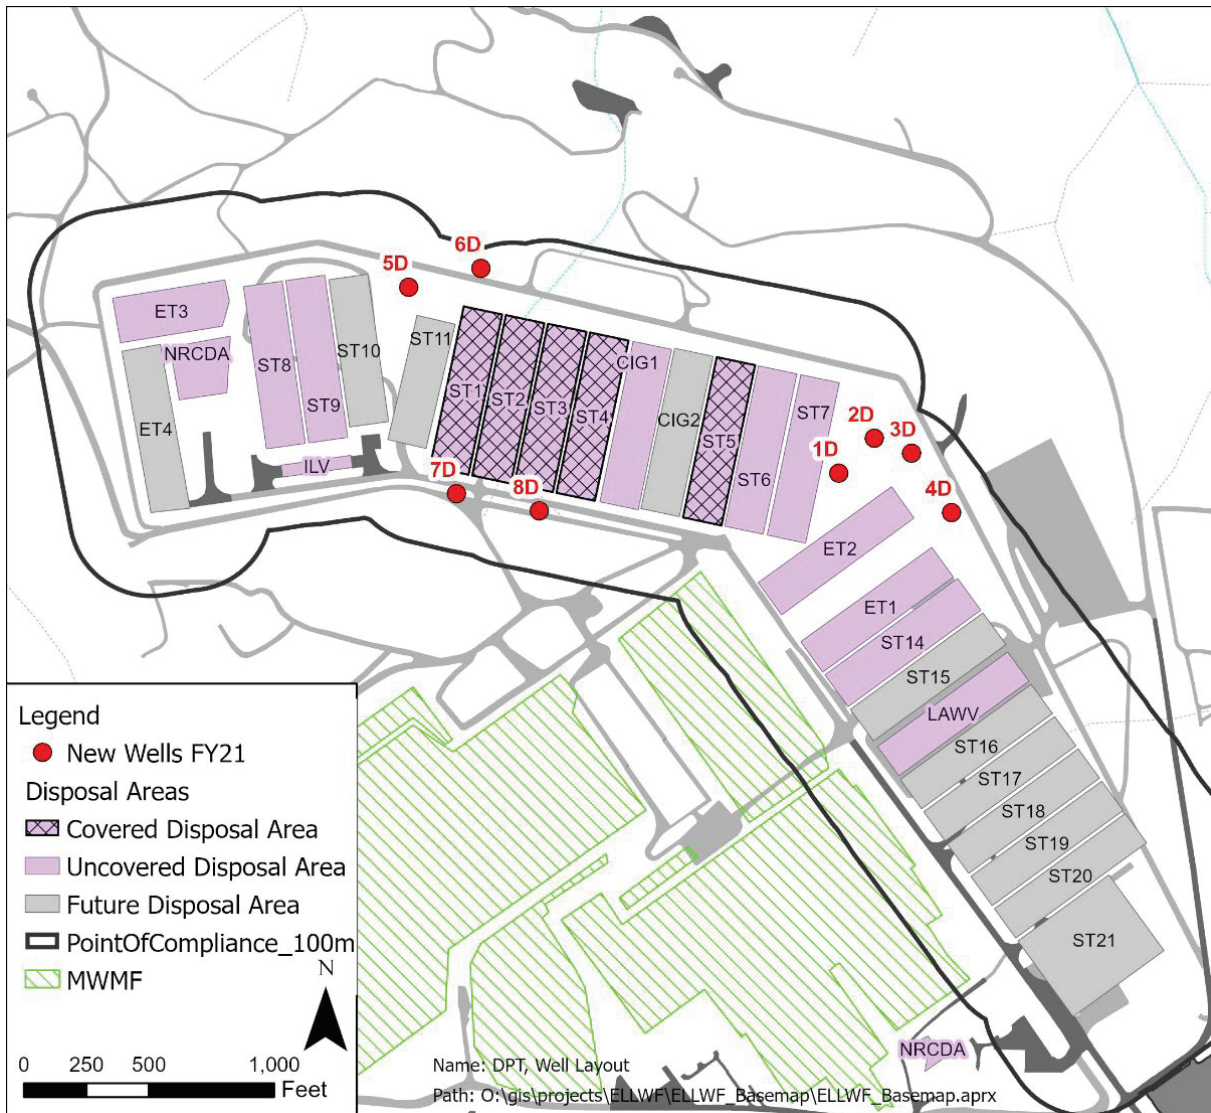 6D
5D
ET3
NRCDA
ST8
ST9
ST10
ST11
ET4
ILV
ST1
ST2
ST3
ST4
CIG1
CIG2
ST5
ST6
ST7
2D
3D
1D
4D
7D
8D
ET2
ET1
ST14
ST15
LAWV
ST16
ST17
ST18
ST19
ST20
ST21
NRCDA
Legend
New Wells FY21
Disposal Areas
Covered Disposal Area
Uncovered Disposal Area
Future Disposal Area
PointOfCompliance_100m
MWMF
N
0 250 500 1,000
Feet
Name: DPT, Well Layout
Path: O:\gis\projects\ELLWF\ELLWF_Basemap\ELLWF_Basemap.aprx